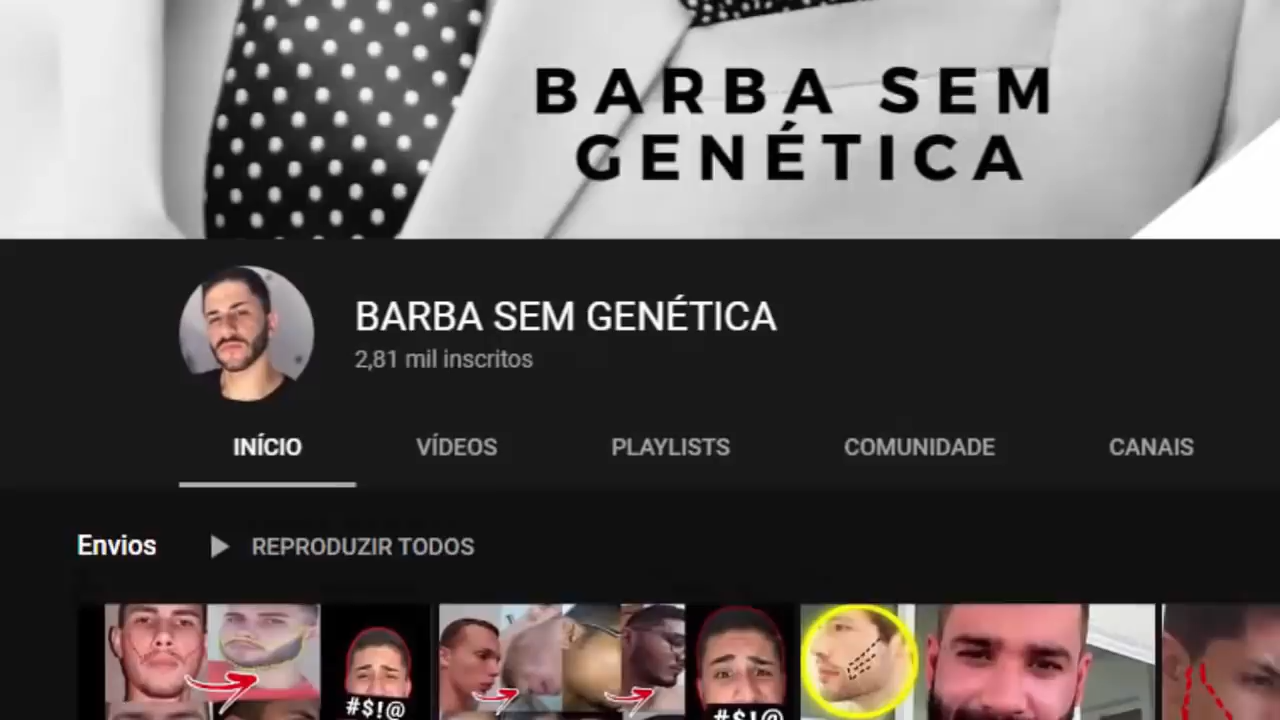 BARBA SEM
GENÉTICA
BARBA SEM GENÉTICA
2,81 mil inscritos
INÍCIO VÍDEOS PLAYLISTS COMUNIDADE CANAIS
Envios REPRODUZIR TODOS
#$!@ #$!@